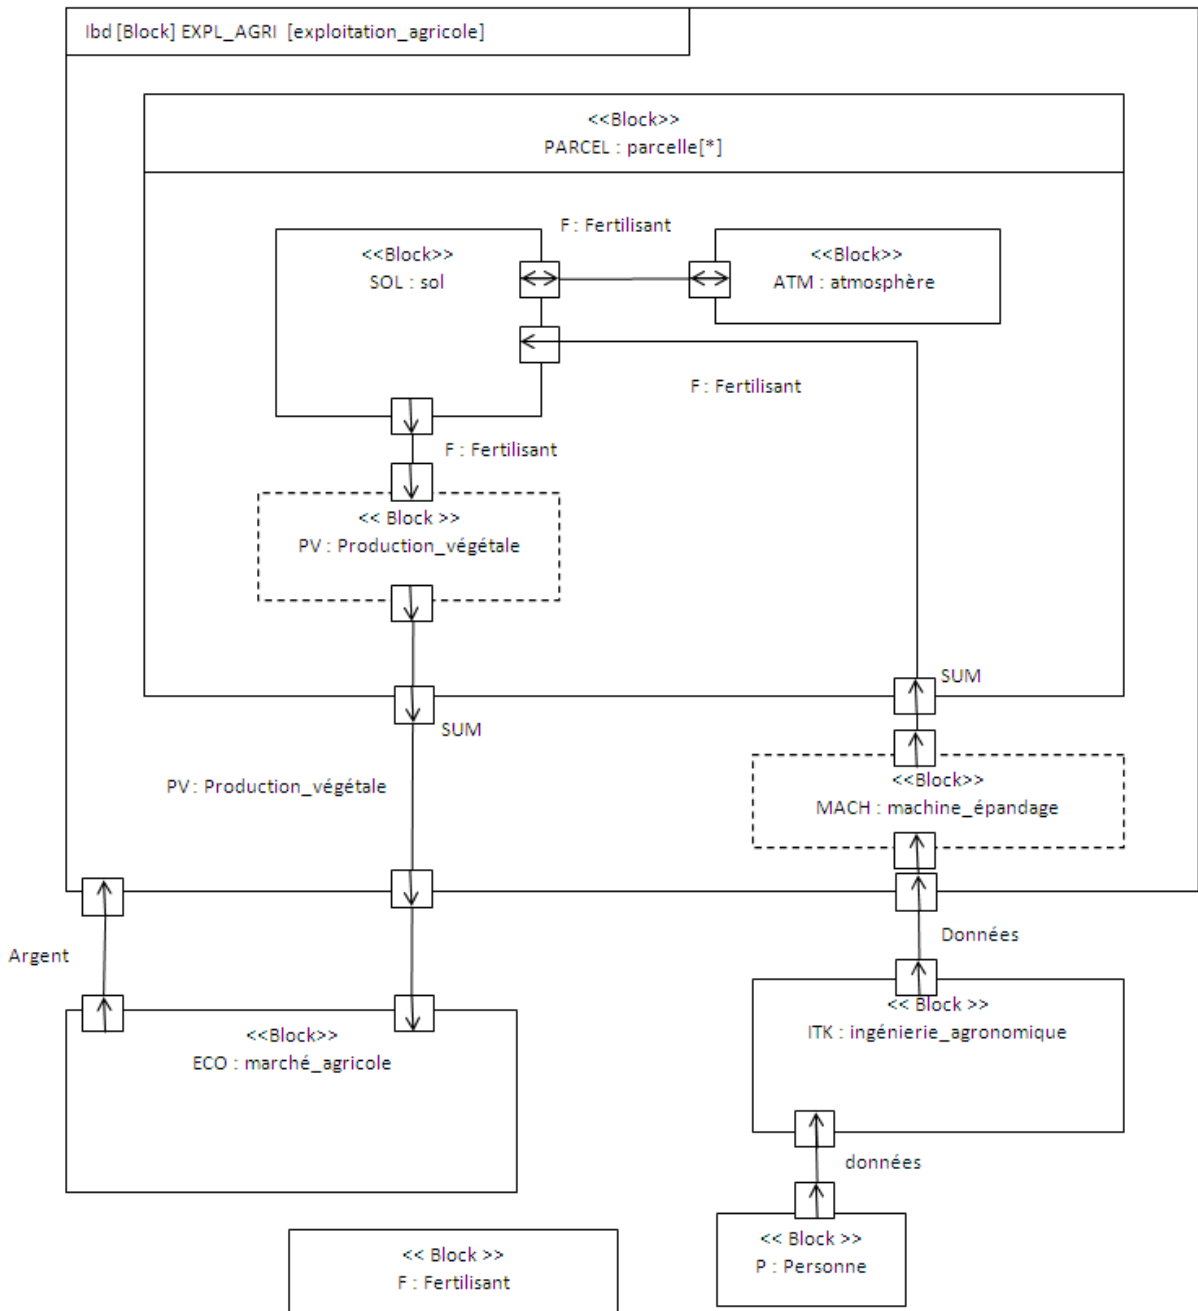 Ibd [Block] EXPL_AGRI  [exploitation_agricole]
<<Block>>
PARCEL : parcelle[*]
F : Fertilisant
<<Block>>
SOL : sol
<<Block>>
ATM : atmosphère
F : Fertilisant
F : Fertilisant
<< Block >>
PV : Production_végétale
SUM
SUM
PV : Production_végétale
<<Block>>
MACH : machine_épandage
Argent
Données
<<Block>>
ECO : marché_agricole
<< Block >>
ITK : ingénierie_agronomique
données
<< Block >>
F : Fertilisant
<< Block >>
P : Personne